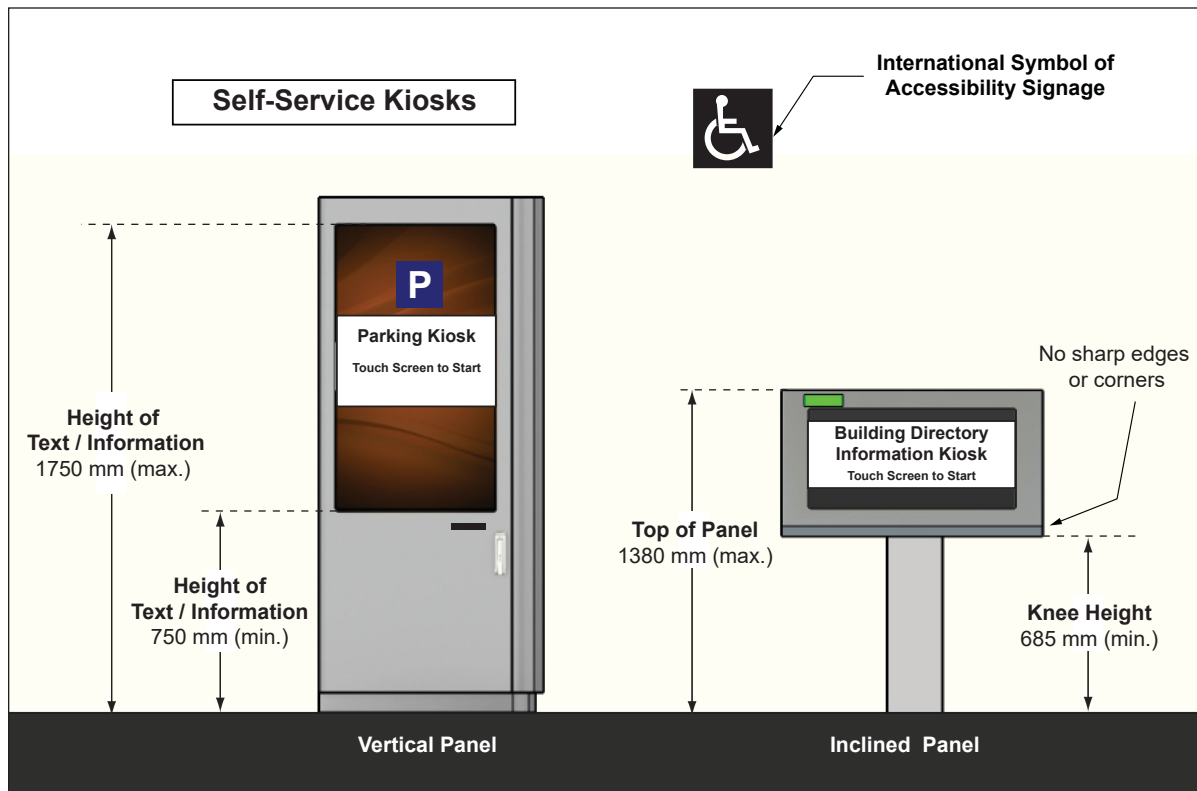 Self-Service Kiosks
International Symbol of
Accessibility Signage
P
Parking Kiosk
Touch Screen to Start
Height of
Text / Information
1750 mm (max.)
Height of
Text / Information
750 mm (min.)
No sharp edges
or corners
Building Directory
Information Kiosk
Touch Screen to Start
Top of Panel
1380 mm (max.)
Knee Height
685 mm (min.)
Vertical Panel
Inclined Panel